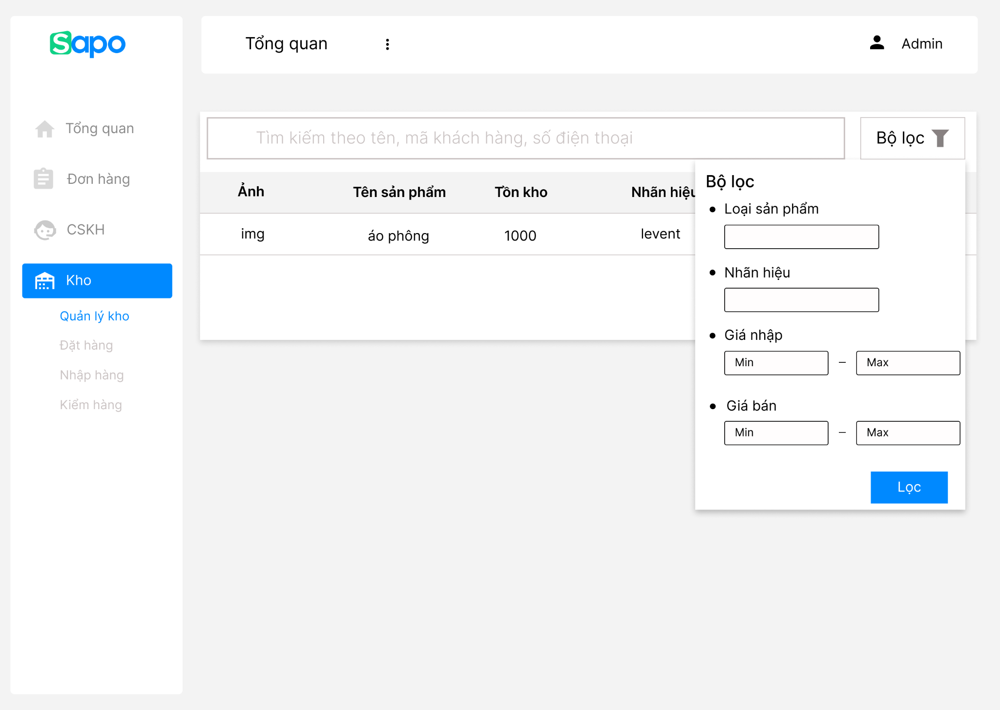 Sapo
Tổng quan
Đơn hàng
CSKH
Kho
Quản lý kho
Đặt hàng
Nhập hàng
Kiểm hàng
Tổng quan
Admin
Tìm kiếm theo tên, mã khách hàng, số điện thoại
Bộ lọc
Ảnh Tên sản phẩm Tồn kho Nhãn hiệu
img áo phông 1000 levent
Bộ lọc
• Loại sản phẩm
• Nhãn hiệu
• Giá nhập
Min – Max
• Giá bán
Min – Max
Lọc